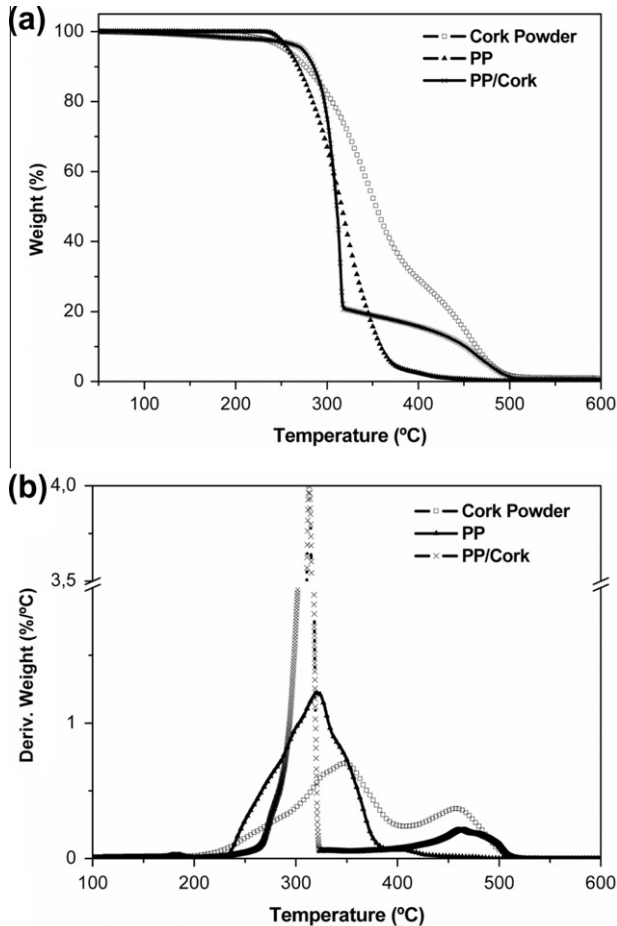 (a)
100
80
60
40
20
0
Weight (%)
Cork Powder
PP
PP/Cork
100 200 300 400 500 600
Temperature (ºC)
(b)
4,0
3,5
1
0
Deriv. Weight (%/ºC)
Cork Powder
PP
PP/Cork
100 200 300 400 500 600
Temperature (ºC)